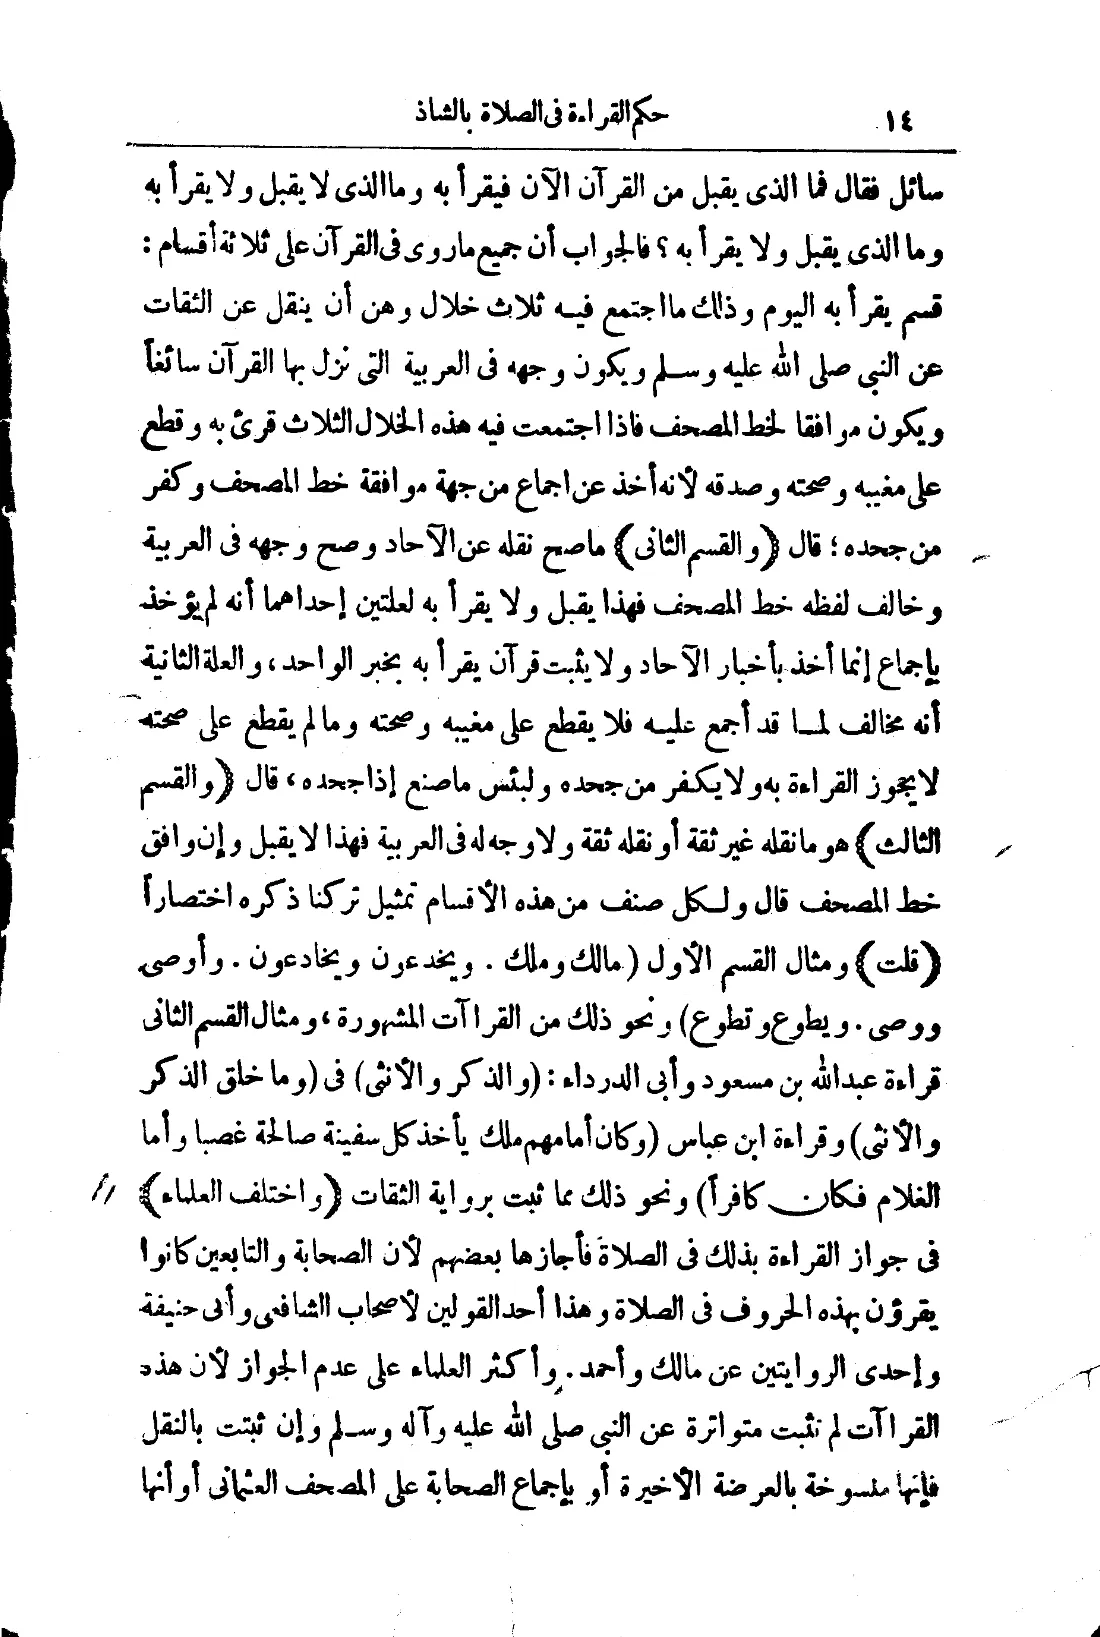 ١٤
حكم القراءة فى الصلاة بالشاذ
سائل فقال فما الذى يقبل من القرآن الآن فيقرأ به وما الذى لا يقبل ولا يقرأ به
وما الذى يقبل ولا يقرأ به ؟ فالجواب أن جميع ما روى فى القرآن على ثلاثة أقسام :
قسم يقرأ به اليوم وذلك ما اجتمع فيه ثلاث خلال وهن أن ينقل عن الثقات
عن النبي صلى الله عليه وسلم ويكون وجهه فى العربية التى نزل بها القرآن سائغاً
ويكون موافقا لخط المصحف فاذا اجتمعت فيه هذه الخلال الثلاث قرئ به وقطع
على مغيبه وصحته وصدقه لأنه أخذ عن اجماع من جهة موافقة خط المصحف وكفر
من جحده ؛ قال ﴿ والقسم الثانى ﴾ ما صح نقله عن الآحاد وصح وجهه فى العربية
وخالف لفظه خط المصحف فهذا يقبل ولا يقرأ به لعلتين إحداهما أنه لم يؤخذ
بإجماع إنما أخذ بأخبار الآحاد ولا يثبت قرآن يقرأ به بخبر الواحد ، والعلة الثانية
أنه مخالف لما قد أجمع عليه فلا يقطع على مغيبه وصحته وما لم يقطع على صحته
لا يجوز القراءة به ولا يكفر من جحده ولبئس ما صنع إذا جحده ، قال ﴿ والقسم
الثالث ﴾ هو ما نقله غير ثقة أو نقله ثقة ولا وجه له فى العربية فهذا لا يقبل وإن وافق
خط المصحف قال ولكل صنف من هذه الأقسام تمثيل تركنا ذكره اختصاراً
﴿ قلت ﴾ ومثال القسم الأول ( مالك وملك . ويخدعون ويخادعون . وأوصى
ووصى . ويطوع وتطوع ) ونحو ذلك من القراآت المشهورة ، ومثال القسم الثانى
قراءة عبد الله بن مسعود وأبى الدرداء : ( والذكر والأنثى ) فى ( وما خلق الذكر
والأنثى ) وقراءة ابن عباس ( وكان أمامهم ملك يأخذ كل سفينة صالحة غصبا وأما
الغلام فكان كافراً ) ونحو ذلك مما ثبت برواية الثقات ﴿ واختلف العلماء ﴾
فى جواز القراءة بذلك فى الصلاة فأجازها بعضهم لأن الصحابة والتابعين كانوا
يقرؤن بهذه الحروف فى الصلاة وهذا أحد القولين لأصحاب الشافعى وأبى حنيفة
وإحدى الروايتين عن مالك وأحمد . وأكثر العلماء على عدم الجواز لأن هذه
القراآت لم تثبت متواترة عن النبي صلى الله عليه وآله وسلم وإن ثبتت بالنقل
فإنها منسوخة بالعرضة الأخيرة أو بإجماع الصحابة على المصحف العثمانى أو أنها